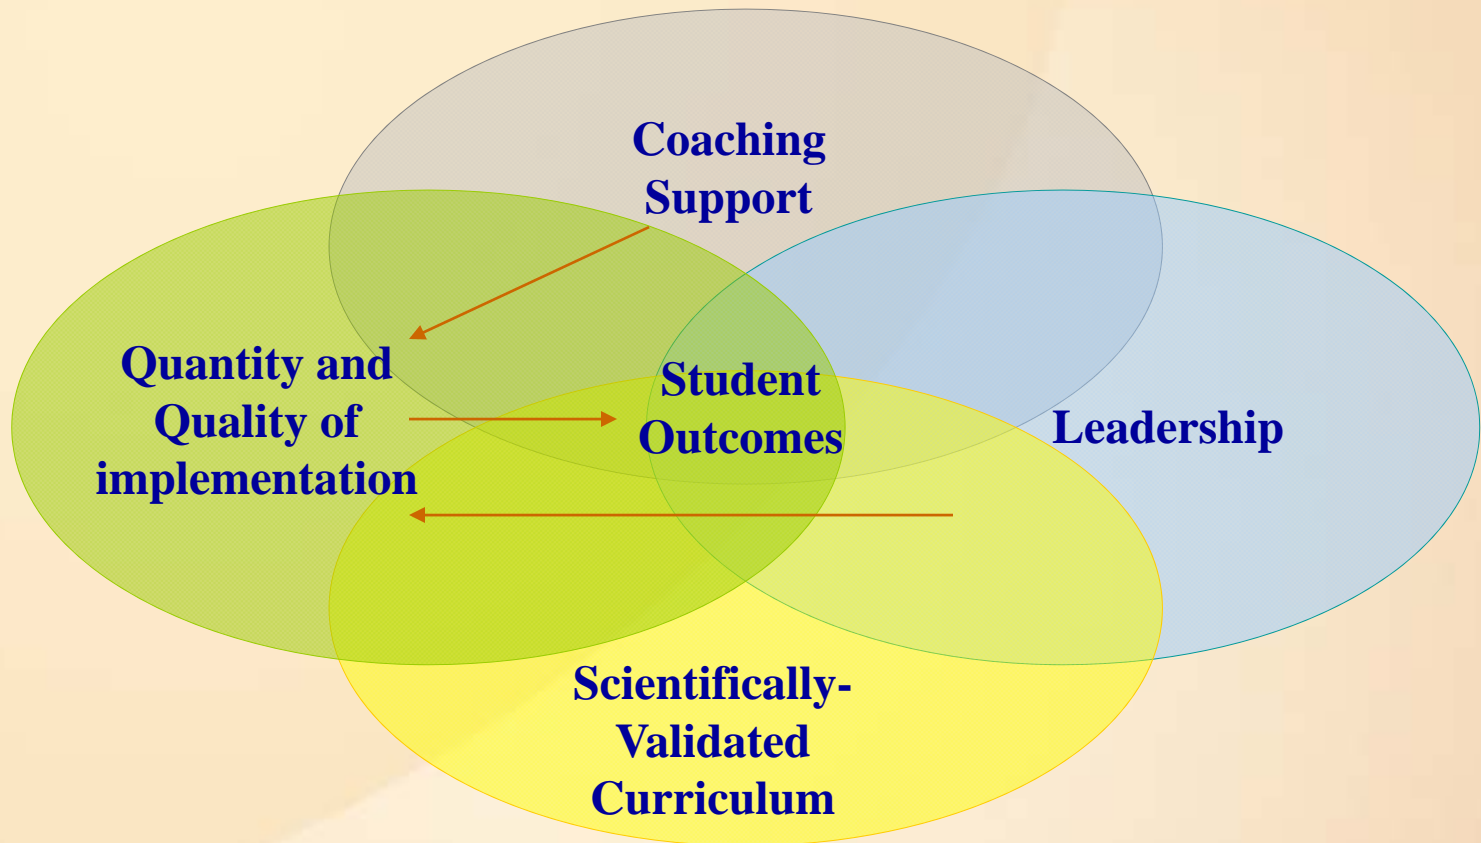 Coaching
Support
Quantity and
Quality of
implementation
Student
Outcomes
Leadership
Scientifically-
Validated
Curriculum